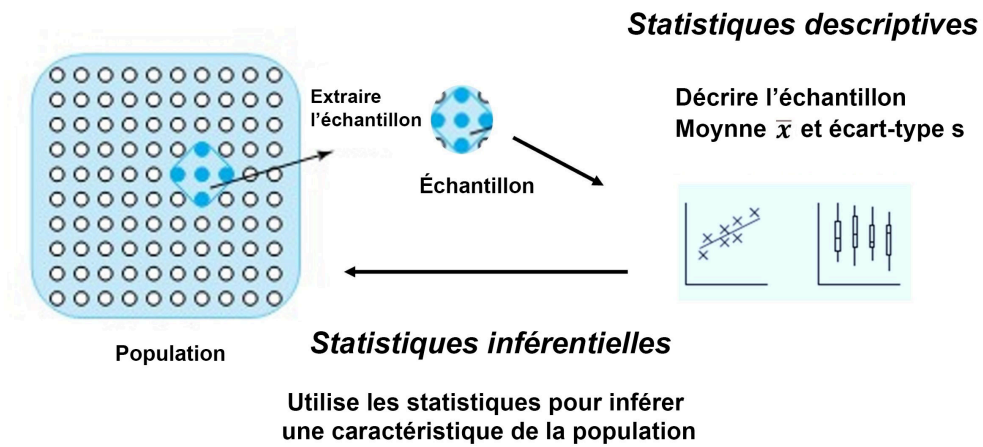 Statistiques descriptives
Extraire
l'échantillon
Décrire l'échantillon
Moynne x̅ et écart-type s
Échantillon
Population
Statistiques inférentielles
Utilise les statistiques pour inférer
une caractéristique de la population